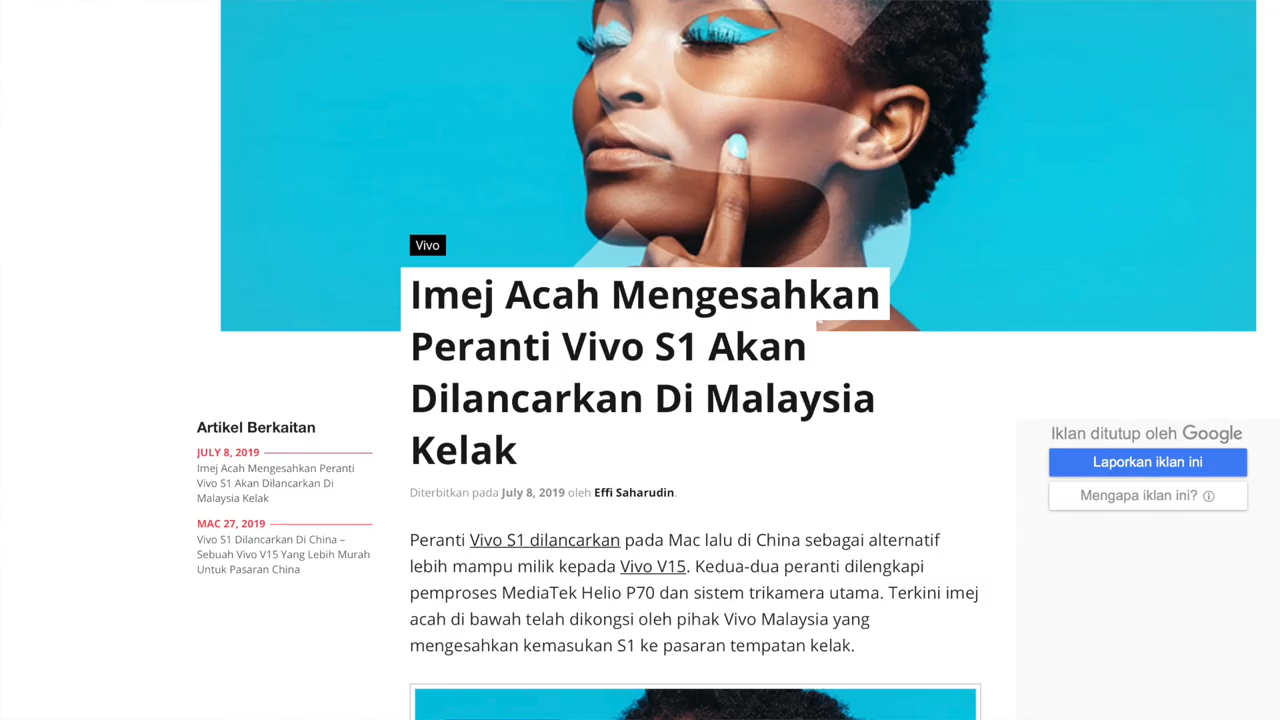 Vivo
Imej Acah Mengesahkan
Peranti Vivo S1 Akan
Dilancarkan Di Malaysia
Kelak
Diterbitkan pada July 8, 2019 oleh Effi Saharudin.
Artikel Berkaitan
JULY 8, 2019
Imej Acah Mengesahkan Peranti
Vivo S1 Akan Dilancarkan Di
Malaysia Kelak
MAC 27, 2019
Vivo S1 Dilancarkan Di China –
Sebuah Vivo V15 Yang Lebih Murah
Untuk Pasaran China
Peranti Vivo S1 dilancarkan pada Mac lalu di China sebagai alternatif
lebih mampu milik kepada Vivo V15. Kedua-dua peranti dilengkapi
pemproses MediaTek Helio P70 dan sistem trikamera utama. Terkini imej
acah di bawah telah dikongsi oleh pihak Vivo Malaysia yang
mengesahkan kemasukan S1 ke pasaran tempatan kelak.
Iklan ditutup oleh Google
Laporkan iklan ini
Mengapa iklan ini?